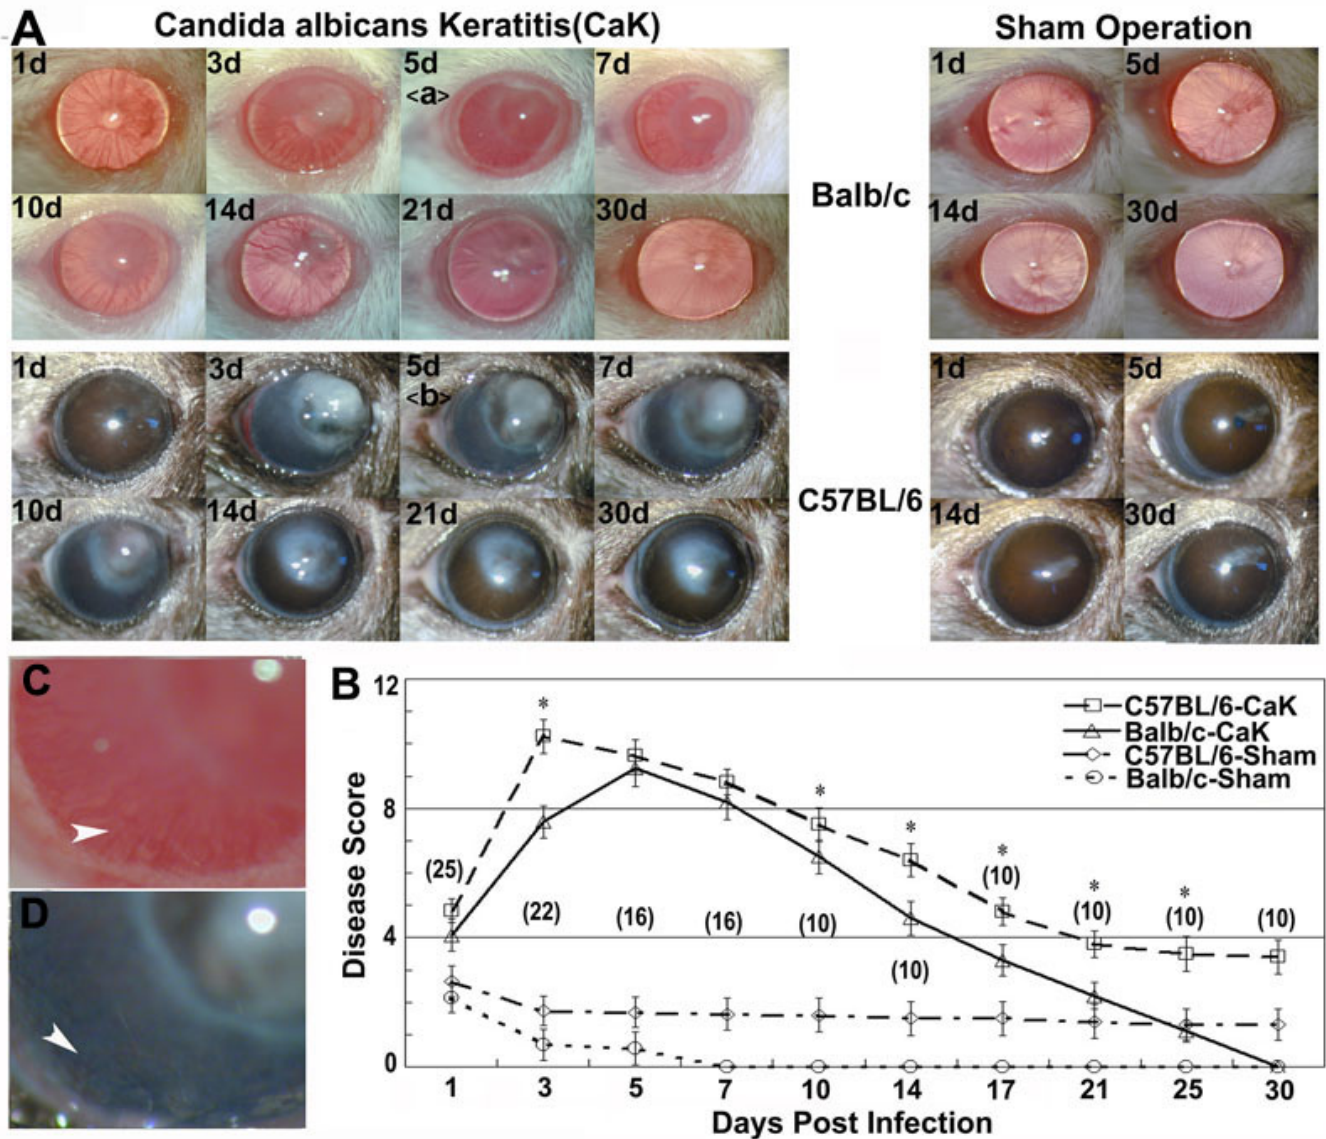 A
Candida albicans Keratitis(CaK)
Sham Operation
1d 3d 5d 7d
<a>
1d 5d
Balb/c
10d 14d 21d 30d
14d 30d
1d 3d 5d 7d
<b>
1d 5d
C57BL/6
10d 14d 21d 30d
14d 30d
C
D
B
12
8
4
0
Disease Score
C57BL/6-CaK
Balb/c-CaK
C57BL/6-Sham
Balb/c-Sham
* * * * * *
(25) (22) (16) (16) (10) (10) (10) (10) (10) (10)
1 3 5 7 10 14 17 21 25 30
Days Post Infection